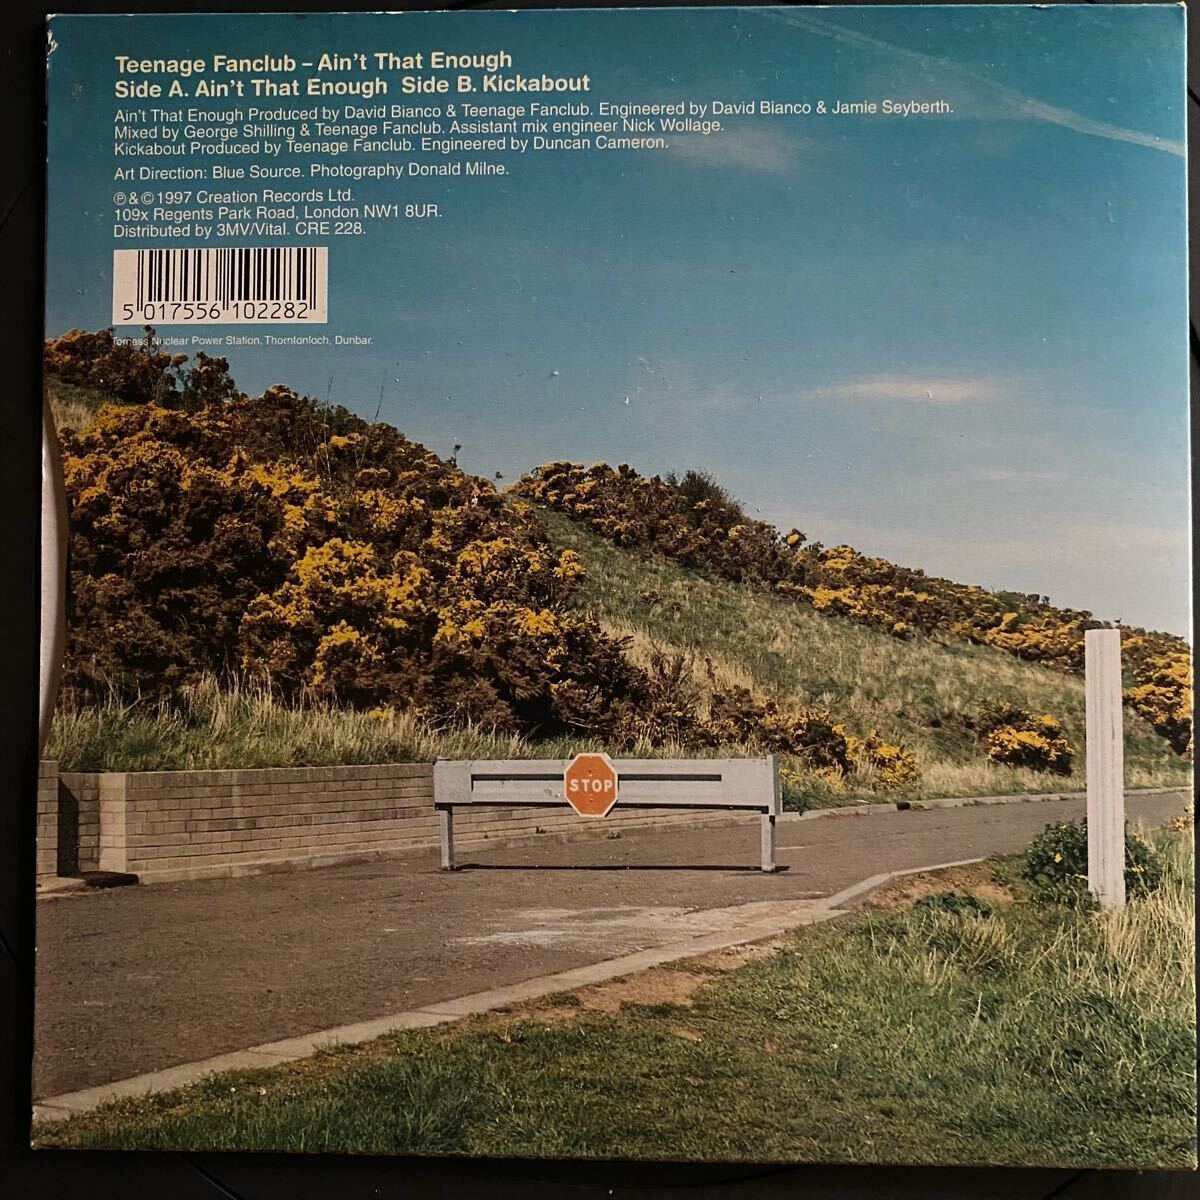 Teenage Fanclub – Ain't That Enough
Side A. Ain't That Enough Side B. Kickabout
Ain't That Enough Produced by David Bianco & Teenage Fanclub. Engineered by David Bianco & Jamie Seyberth.
Mixed by George Shilling & Teenage Fanclub. Assistant mix engineer Nick Wollage.
Kickabout Produced by Teenage Fanclub. Engineered by Duncan Cameron.
Art Direction: Blue Source. Photography Donald Milne.
℗ & © 1997 Creation Records Ltd.
109x Regents Park Road, London NW1 8UR.
Distributed by 3MV/Vital. CRE 228.
5 017556 102282
Torness Nuclear Power Station, Thorntonloch, Dunbar.
STOP